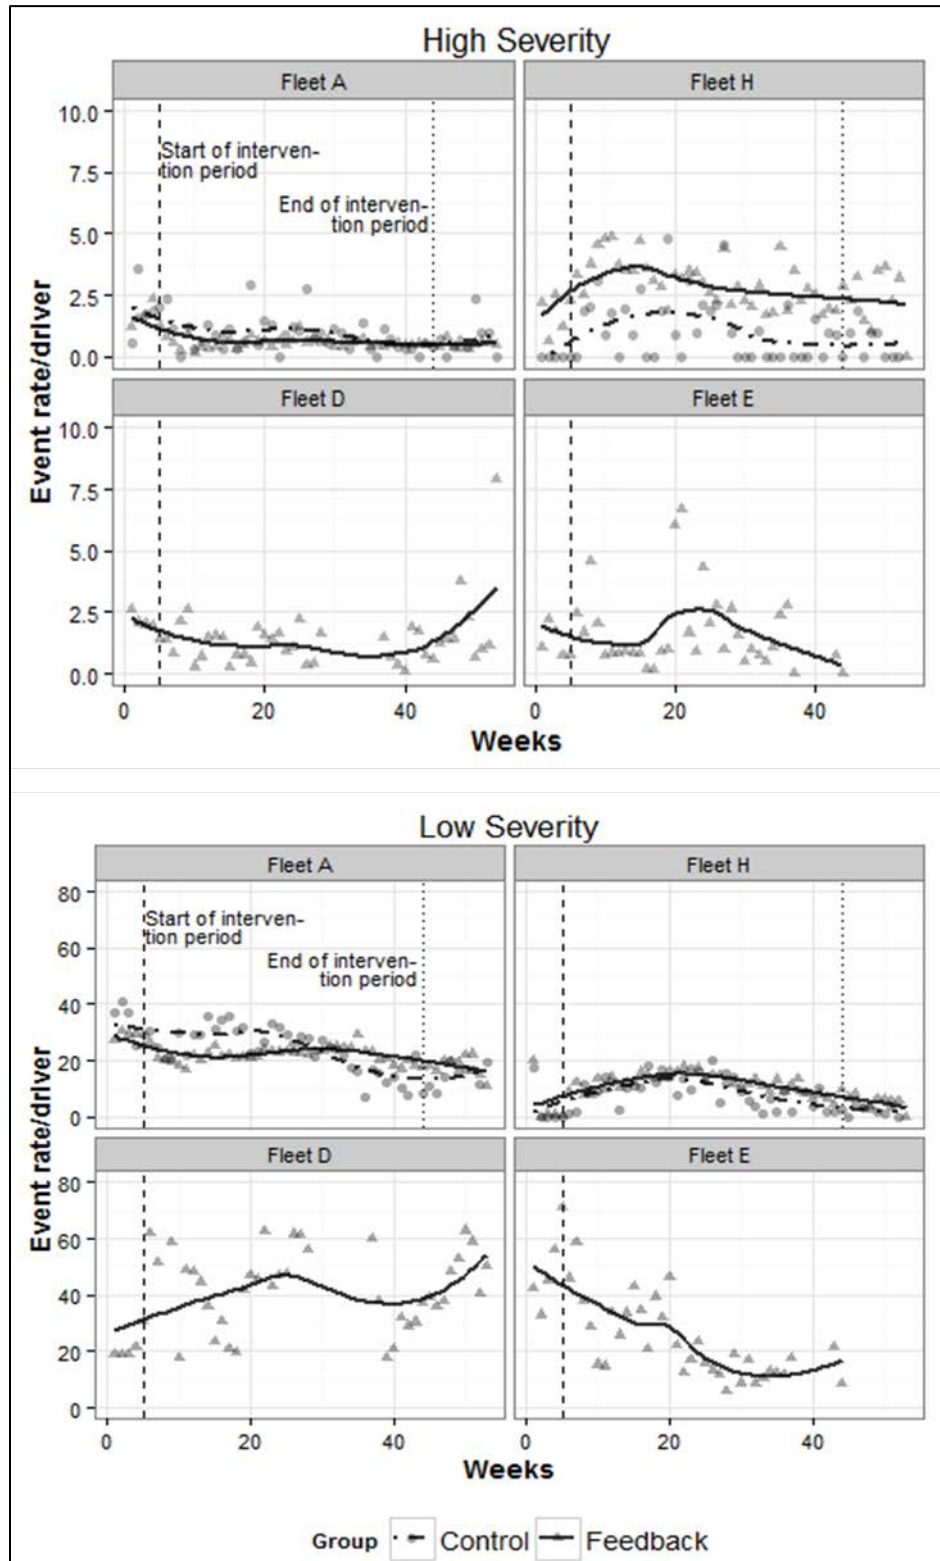 High Severity
Fleet A
Fleet H
10.0
7.5
5.0
2.5
0.0
Start of interven-
tion period
End of interven-
tion period
Fleet D
Fleet E
10.0
7.5
5.0
2.5
0.0
Event rate/driver
0 20 40
0 20 40
Weeks
Low Severity
Fleet A
Fleet H
80
60
40
20
0
Start of interven-
tion period
End of interven-
tion period
Fleet D
Fleet E
80
60
40
20
0
Event rate/driver
0 20 40
0 20 40
Weeks
Group Control Feedback